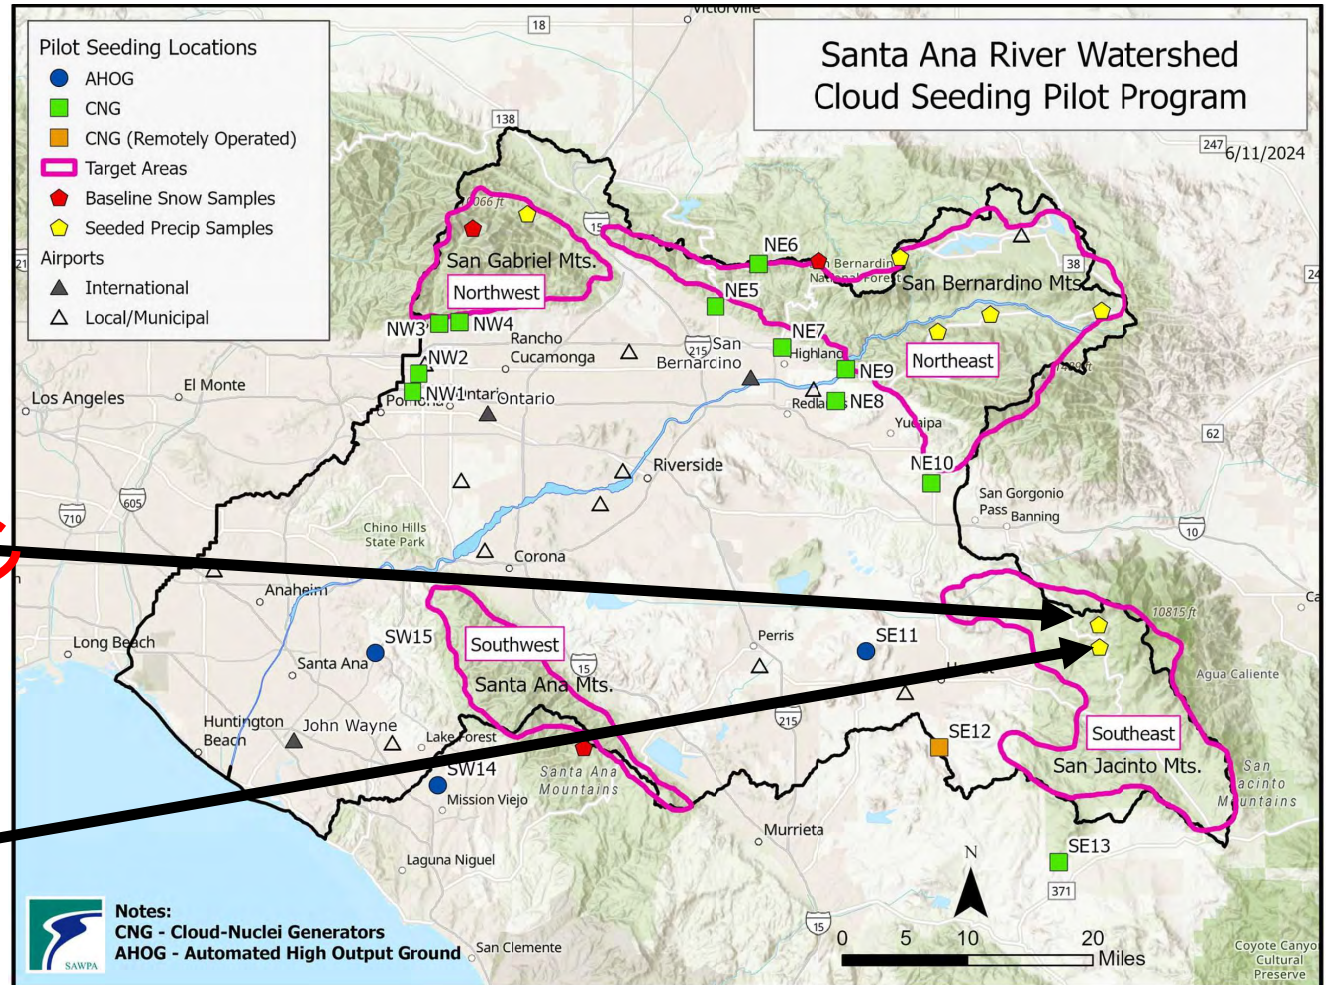 Victorville
18
Pilot Seeding Locations
AHOG
CNG
CNG (Remotely Operated)
Target Areas
Baseline Snow Samples
Seeded Precip Samples
Airports
International
Local/Municipal
Santa Ana River Watershed
Cloud Seeding Pilot Program
138
247
6/11/2024
15
NE6
38
San Gabriel Mts.
San Bernardino Mts.
Northwest
NE5
NW3
NW4
Rancho
Cucamonga
215
San
Bernarcino
NE7
Highland
Northeast
NW2
El Monte
Los Angeles
NW1
Ontario
NE9
NE8
Yucaipa
62
Riverside
NE10
San Gorgonio
Pass
Banning
710
605
10
Chino Hills
State Park
Corona
Anaheim
10815 ft
Long Beach
SW15
Southwest
Perris
SE11
Santa Ana
15
Santa Ana Mts.
Agua Caliente
Huntington
Beach
John Wayne
Lake Forest
215
SE12
Southeast
San Jacinto Mts.
SW14
Santa Ana
Mountains
San
Jacinto
Mountains
Mission Viejo
Murrieta
SE13
Laguna Niguel
N
371
15
Notes:
CNG - Cloud-Nuclei Generators
AHOG - Automated High Output Ground
SAWPA
San Clemente
0 5 10 20
Miles
Coyote Canyo
Cultural
Preserve